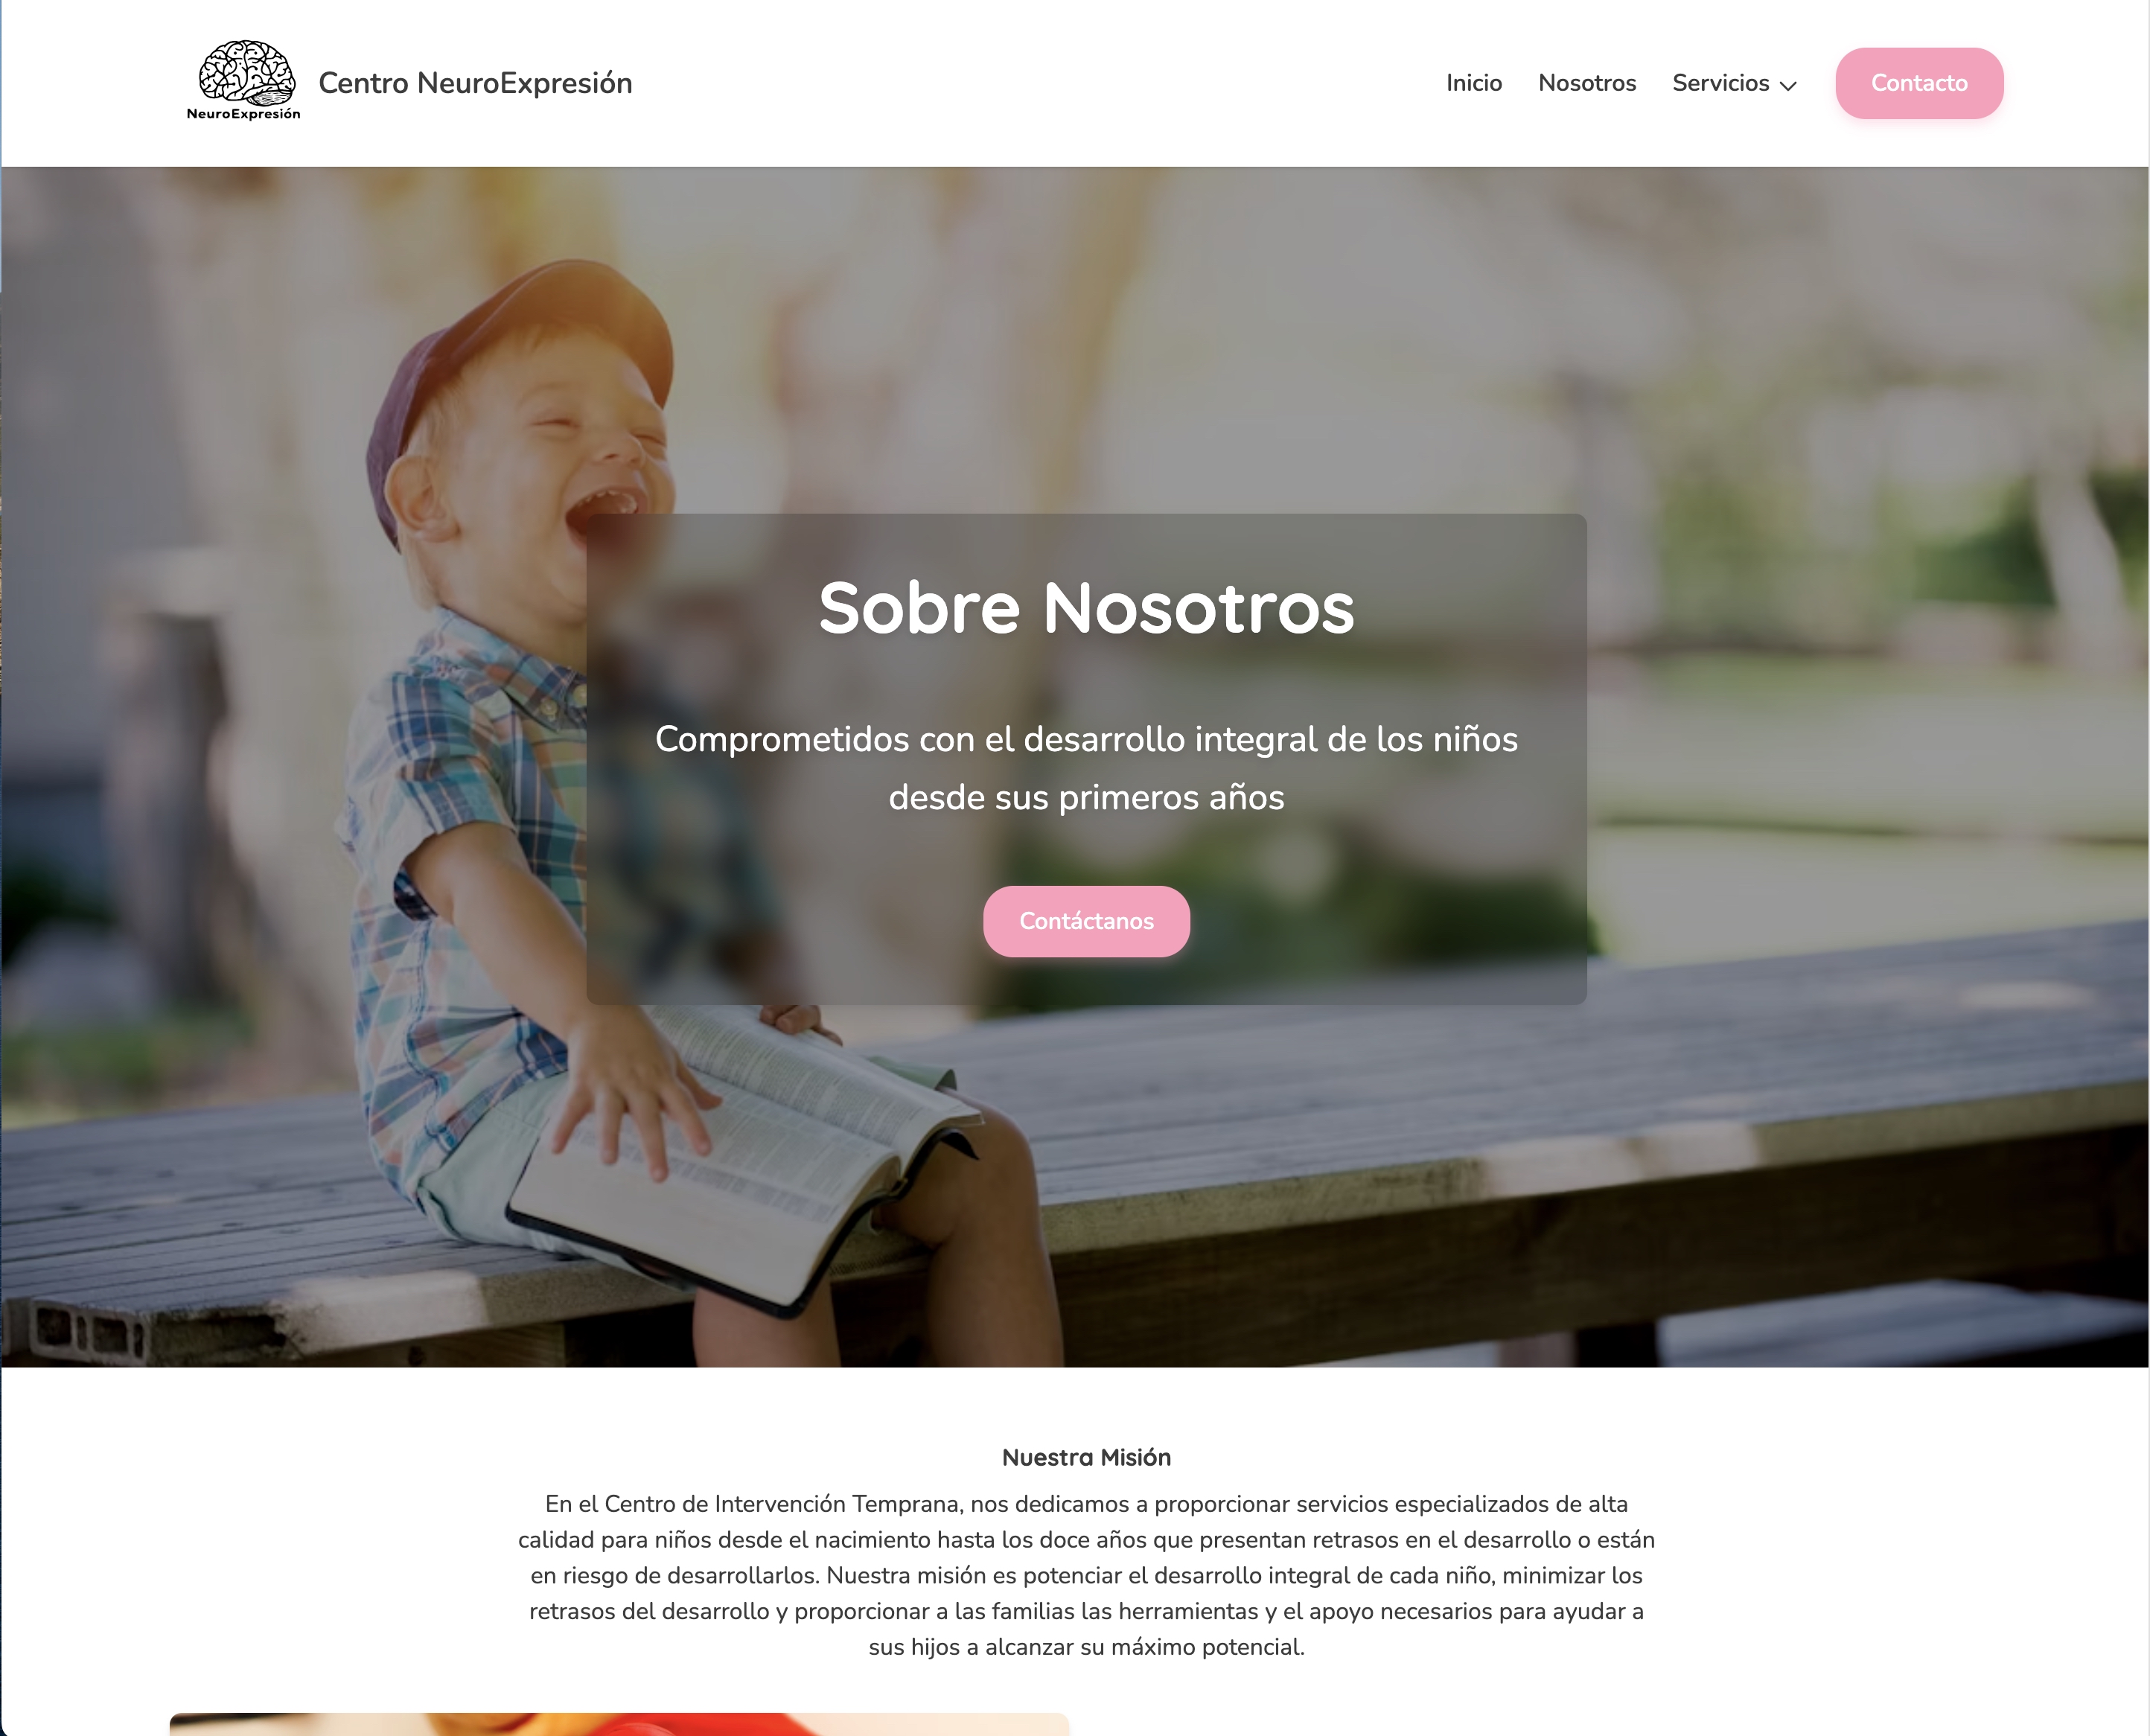 NeuroExpresión
Centro NeuroExpresión
Inicio
Nosotros
Servicios
Contacto
Sobre Nosotros
Comprometidos con el desarrollo integral de los niños
desde sus primeros años
Contáctanos
Nuestra Misión
En el Centro de Intervención Temprana, nos dedicamos a proporcionar servicios especializados de alta
calidad para niños desde el nacimiento hasta los doce años que presentan retrasos en el desarrollo o están
en riesgo de desarrollarlos. Nuestra misión es potenciar el desarrollo integral de cada niño, minimizar los
retrasos del desarrollo y proporcionar a las familias las herramientas y el apoyo necesarios para ayudar a
sus hijos a alcanzar su máximo potencial.